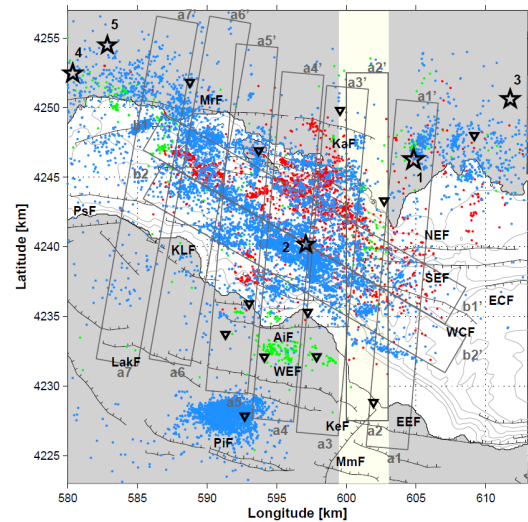 4255
4250
4245
4240
4235
4230
4225
Latitude [km]
580
585
590
595
600
605
610
Longitude [km]
5
4
3
1
2
a7'
a6'
a5'
a4'
a3'
a2'
a1'
MrF
KaF
b2
PsF
KLF
NEF
SEF
ECF
WCF
b1'
b2'
AiF
WEF
LakF
a7
a6
a5
a4
a3
a2
a1
PiF
KeF
EEF
MmF